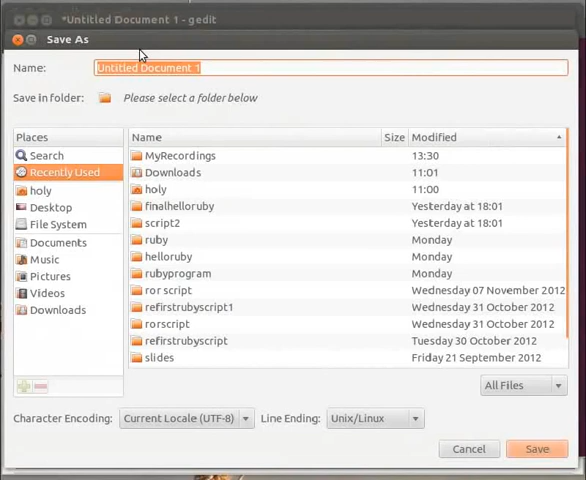 *Untitled Document 1 - gedit
Save As
Name: Untitled Document 1
Save in folder: Please select a folder below
Places Name Size Modified
Search MyRecordings 13:30
Recently Used Downloads 11:01
holy holy 11:00
Desktop finalhelloruby Yesterday at 18:01
File System script2 Yesterday at 18:01
Documents ruby Monday
Music helloruby Monday
Pictures rubyprogram Monday
Videos ror script Wednesday 07 November 2012
Downloads refirstrubyscript1 Wednesday 31 October 2012
rorscript Wednesday 31 October 2012
refirstrubyscript Tuesday 30 October 2012
slides Friday 21 September 2012
All Files
Character Encoding: Current Locale (UTF-8) Line Ending: Unix/Linux
Cancel Save